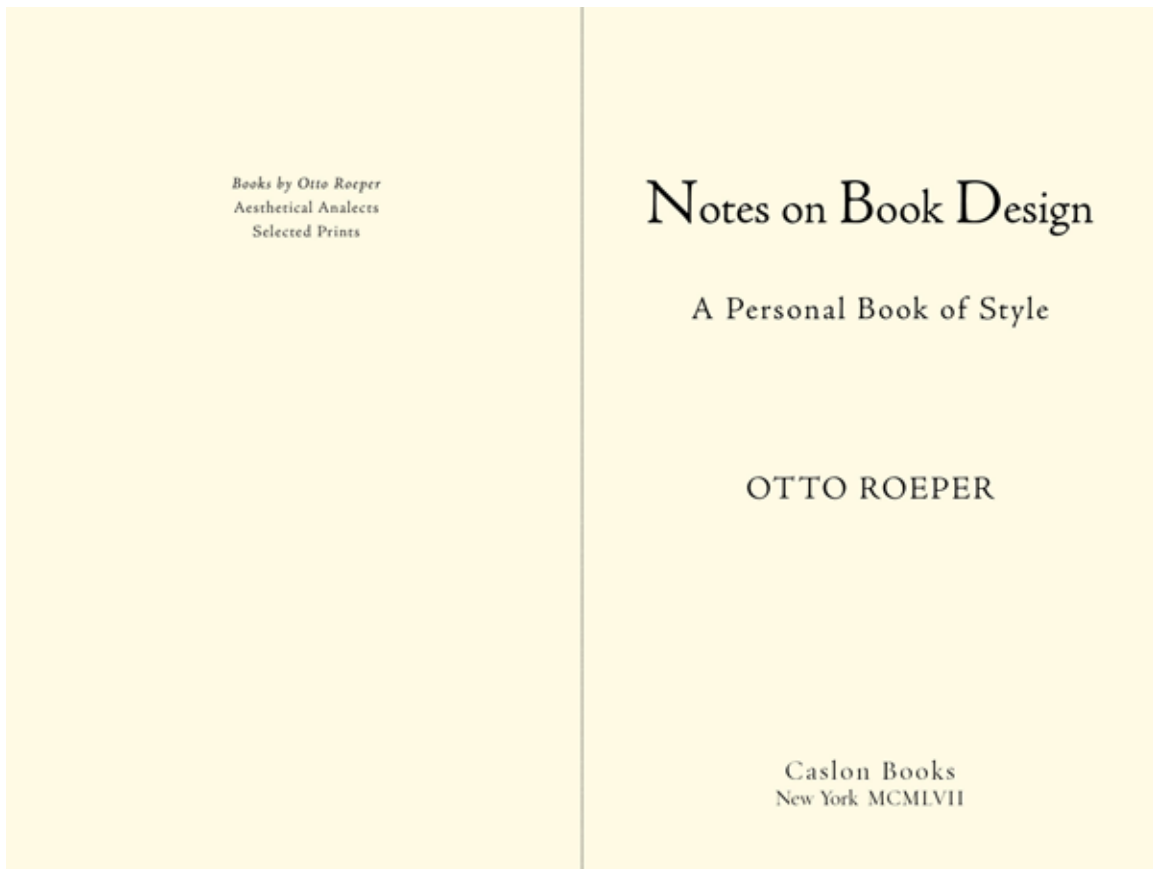 Books by Otto Roeper
Aesthetical Analects
Selected Prints
Notes on Book Design
A Personal Book of Style
OTTO ROEPER
Caslon Books
New York MCMLVII